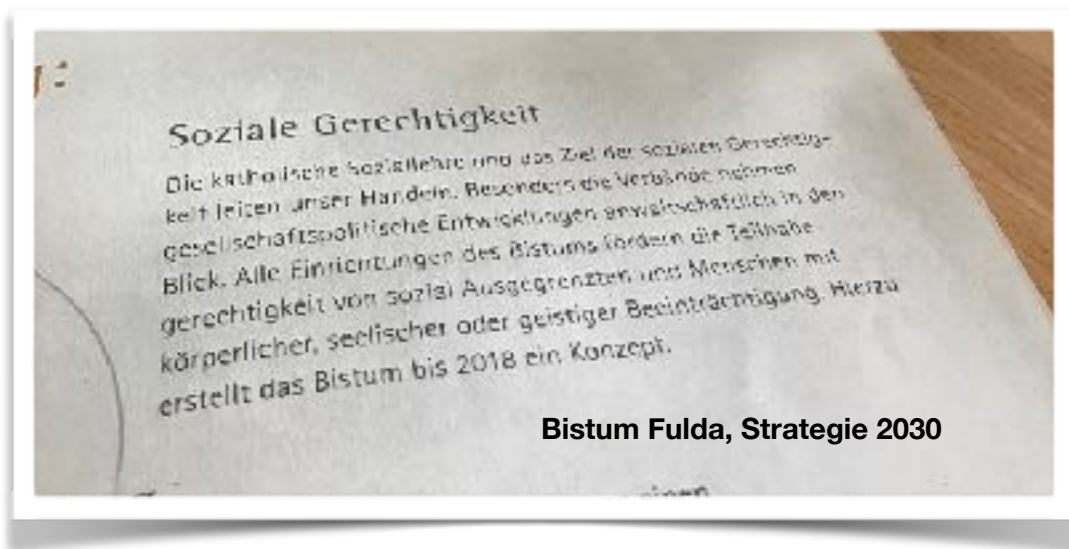 Soziale Gerechtigkeit
Die katholische Soziallehre und das Ziel der sozialen Gerechtig-
keit leiten unser Handeln. Besonders die Verbände nehmen
gesellschaftspolitische Entwicklungen anwaltschaftlich in den
Blick. Alle Einrichtungen des Bistums fördern die Teilhabe
gerechtigkeit von sozial Ausgegrenzten und Menschen mit
körperlicher, seelischer oder geistiger Beeinträchtigung. Hierzu
erstellt das Bistum bis 2018 ein Konzept.
Bistum Fulda, Strategie 2030